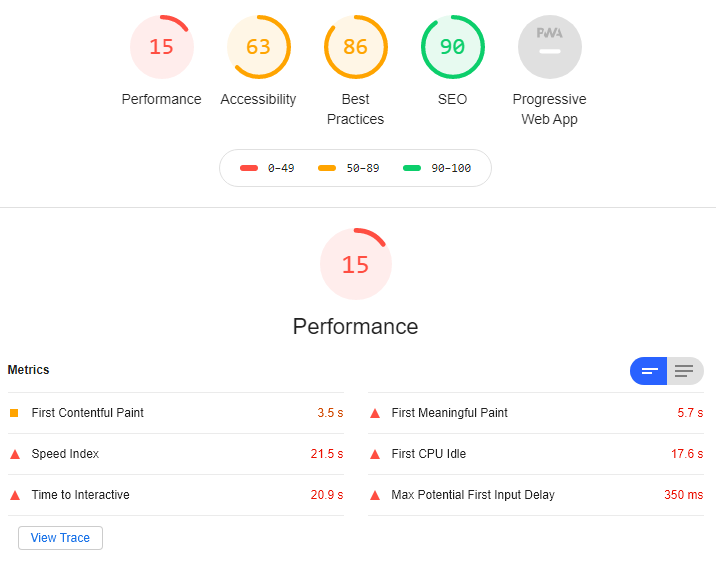 15 63 86 90 PWA
Performance Accessibility Best Practices SEO Progressive Web App
0–49 50–89 90–100
15
Performance
Metrics
First Contentful Paint 3.5 s
First Meaningful Paint 5.7 s
Speed Index 21.5 s
First CPU Idle 17.6 s
Time to Interactive 20.9 s
Max Potential First Input Delay 350 ms
View Trace